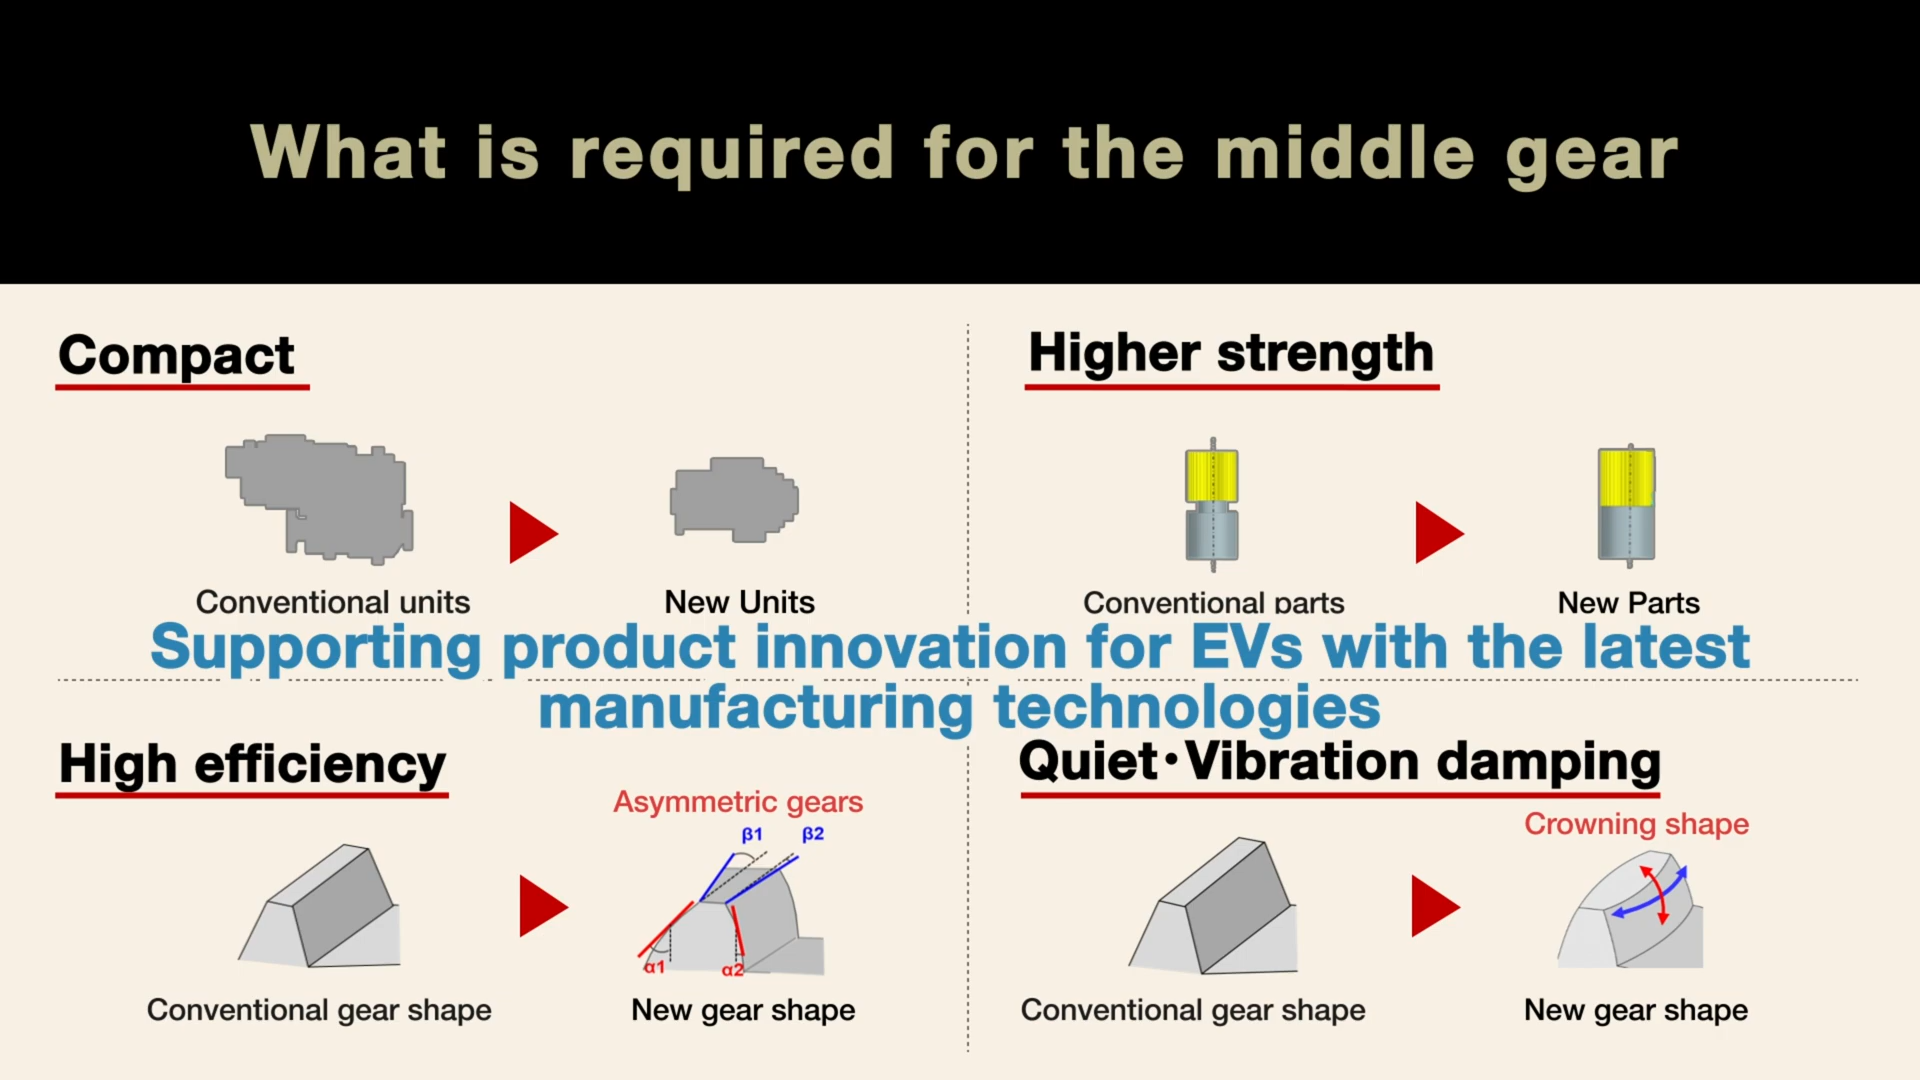 What is required for the middle gear
Compact
Higher strength
Conventional units
New Units
Conventional parts
New Parts
Supporting product innovation for EVs with the latest
manufacturing technologies
High efficiency
Quiet・Vibration damping
Asymmetric gears
β1
β2
α1
α2
Crowning shape
Conventional gear shape
New gear shape
Conventional gear shape
New gear shape